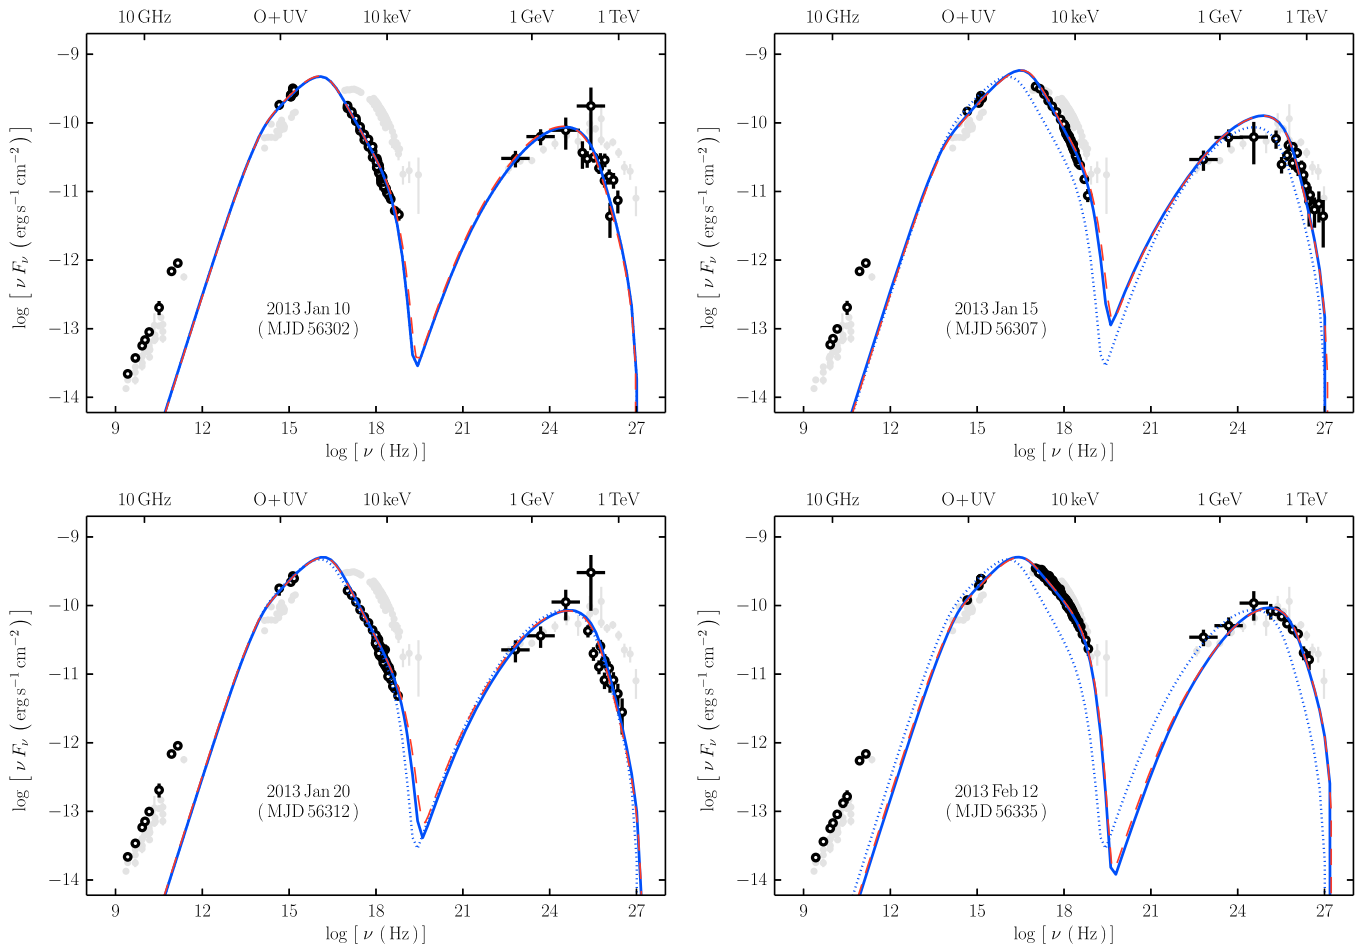 10 GHz O+UV 10 keV 1 GeV 1 TeV
−9
−10
−11
−12
−13
−14
log [ ν Fν ( erg s−1 cm−2 ) ]
2013 Jan 10
( MJD 56302 )
9 12 15 18 21 24 27
log [ ν ( Hz ) ]
10 GHz O+UV 10 keV 1 GeV 1 TeV
−9
−10
−11
−12
−13
−14
log [ ν Fν ( erg s−1 cm−2 ) ]
2013 Jan 15
( MJD 56307 )
9 12 15 18 21 24 27
log [ ν ( Hz ) ]
10 GHz O+UV 10 keV 1 GeV 1 TeV
−9
−10
−11
−12
−13
−14
log [ ν Fν ( erg s−1 cm−2 ) ]
2013 Jan 20
( MJD 56312 )
9 12 15 18 21 24 27
log [ ν ( Hz ) ]
10 GHz O+UV 10 keV 1 GeV 1 TeV
−9
−10
−11
−12
−13
−14
log [ ν Fν ( erg s−1 cm−2 ) ]
2013 Feb 12
( MJD 56335 )
9 12 15 18 21 24 27
log [ ν ( Hz ) ]